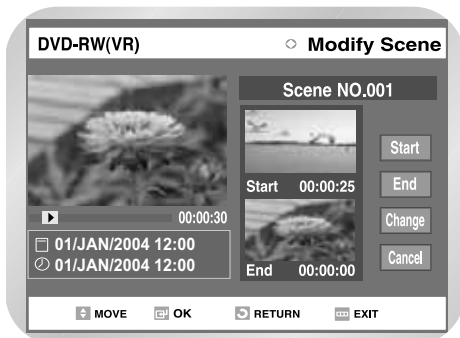 DVD-RW(VR) Modify Scene
Scene NO.001
Start 00:00:25
End 00:00:00
00:00:30
01/JAN/2004 12:00
01/JAN/2004 12:00
Start
End
Change
Cancel
MOVE OK RETURN EXIT